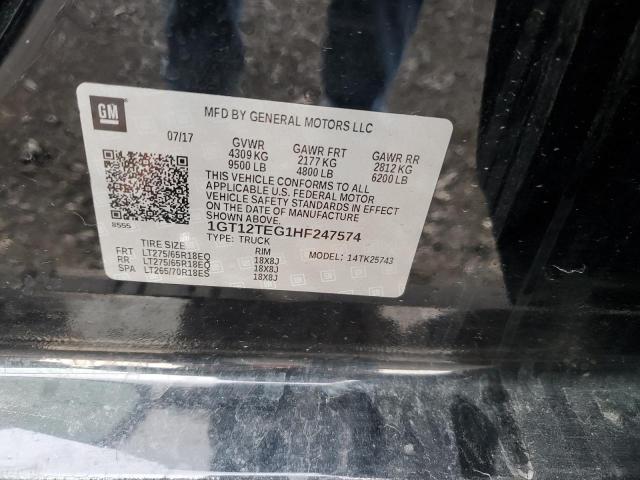 GM
MFD BY GENERAL MOTORS LLC
07/17 GVWR GAWR FRT GAWR RR
4309 KG 2177 KG 2812 KG
9500 LB 4800 LB 6200 LB
THIS VEHICLE CONFORMS TO ALL
APPLICABLE U.S. FEDERAL MOTOR
VEHICLE SAFETY STANDARDS IN EFFECT
ON THE DATE OF MANUFACTURE
SHOWN ABOVE.
8555 1GT12TEG1HF247574
TYPE: TRUCK
TIRE SIZE RIM MODEL: 14TK25743
FRT LT275/65R18EO 18X8J
RR LT275/65R18EO 18X8J
SPA LT265/70R18ES 18X8J